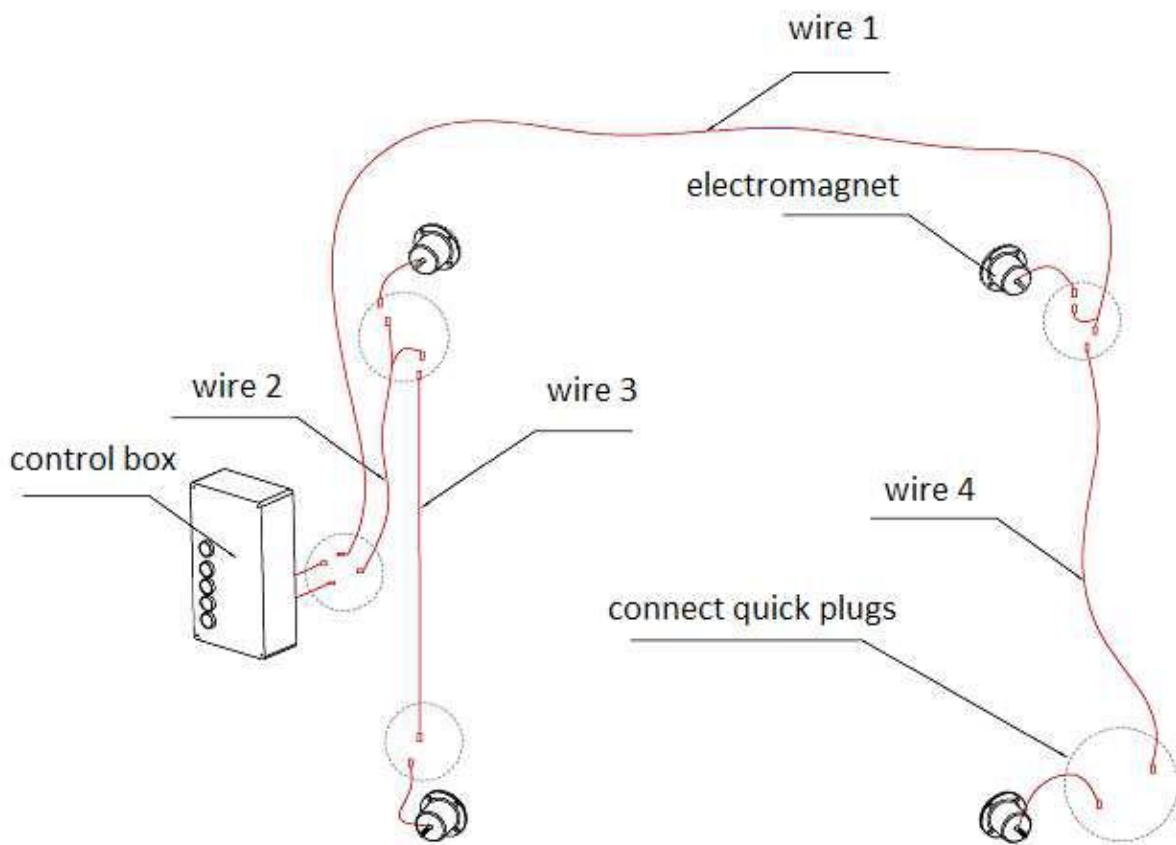 wire 1
electromagnet
wire 2
wire 3
control box
wire 4
connect quick plugs